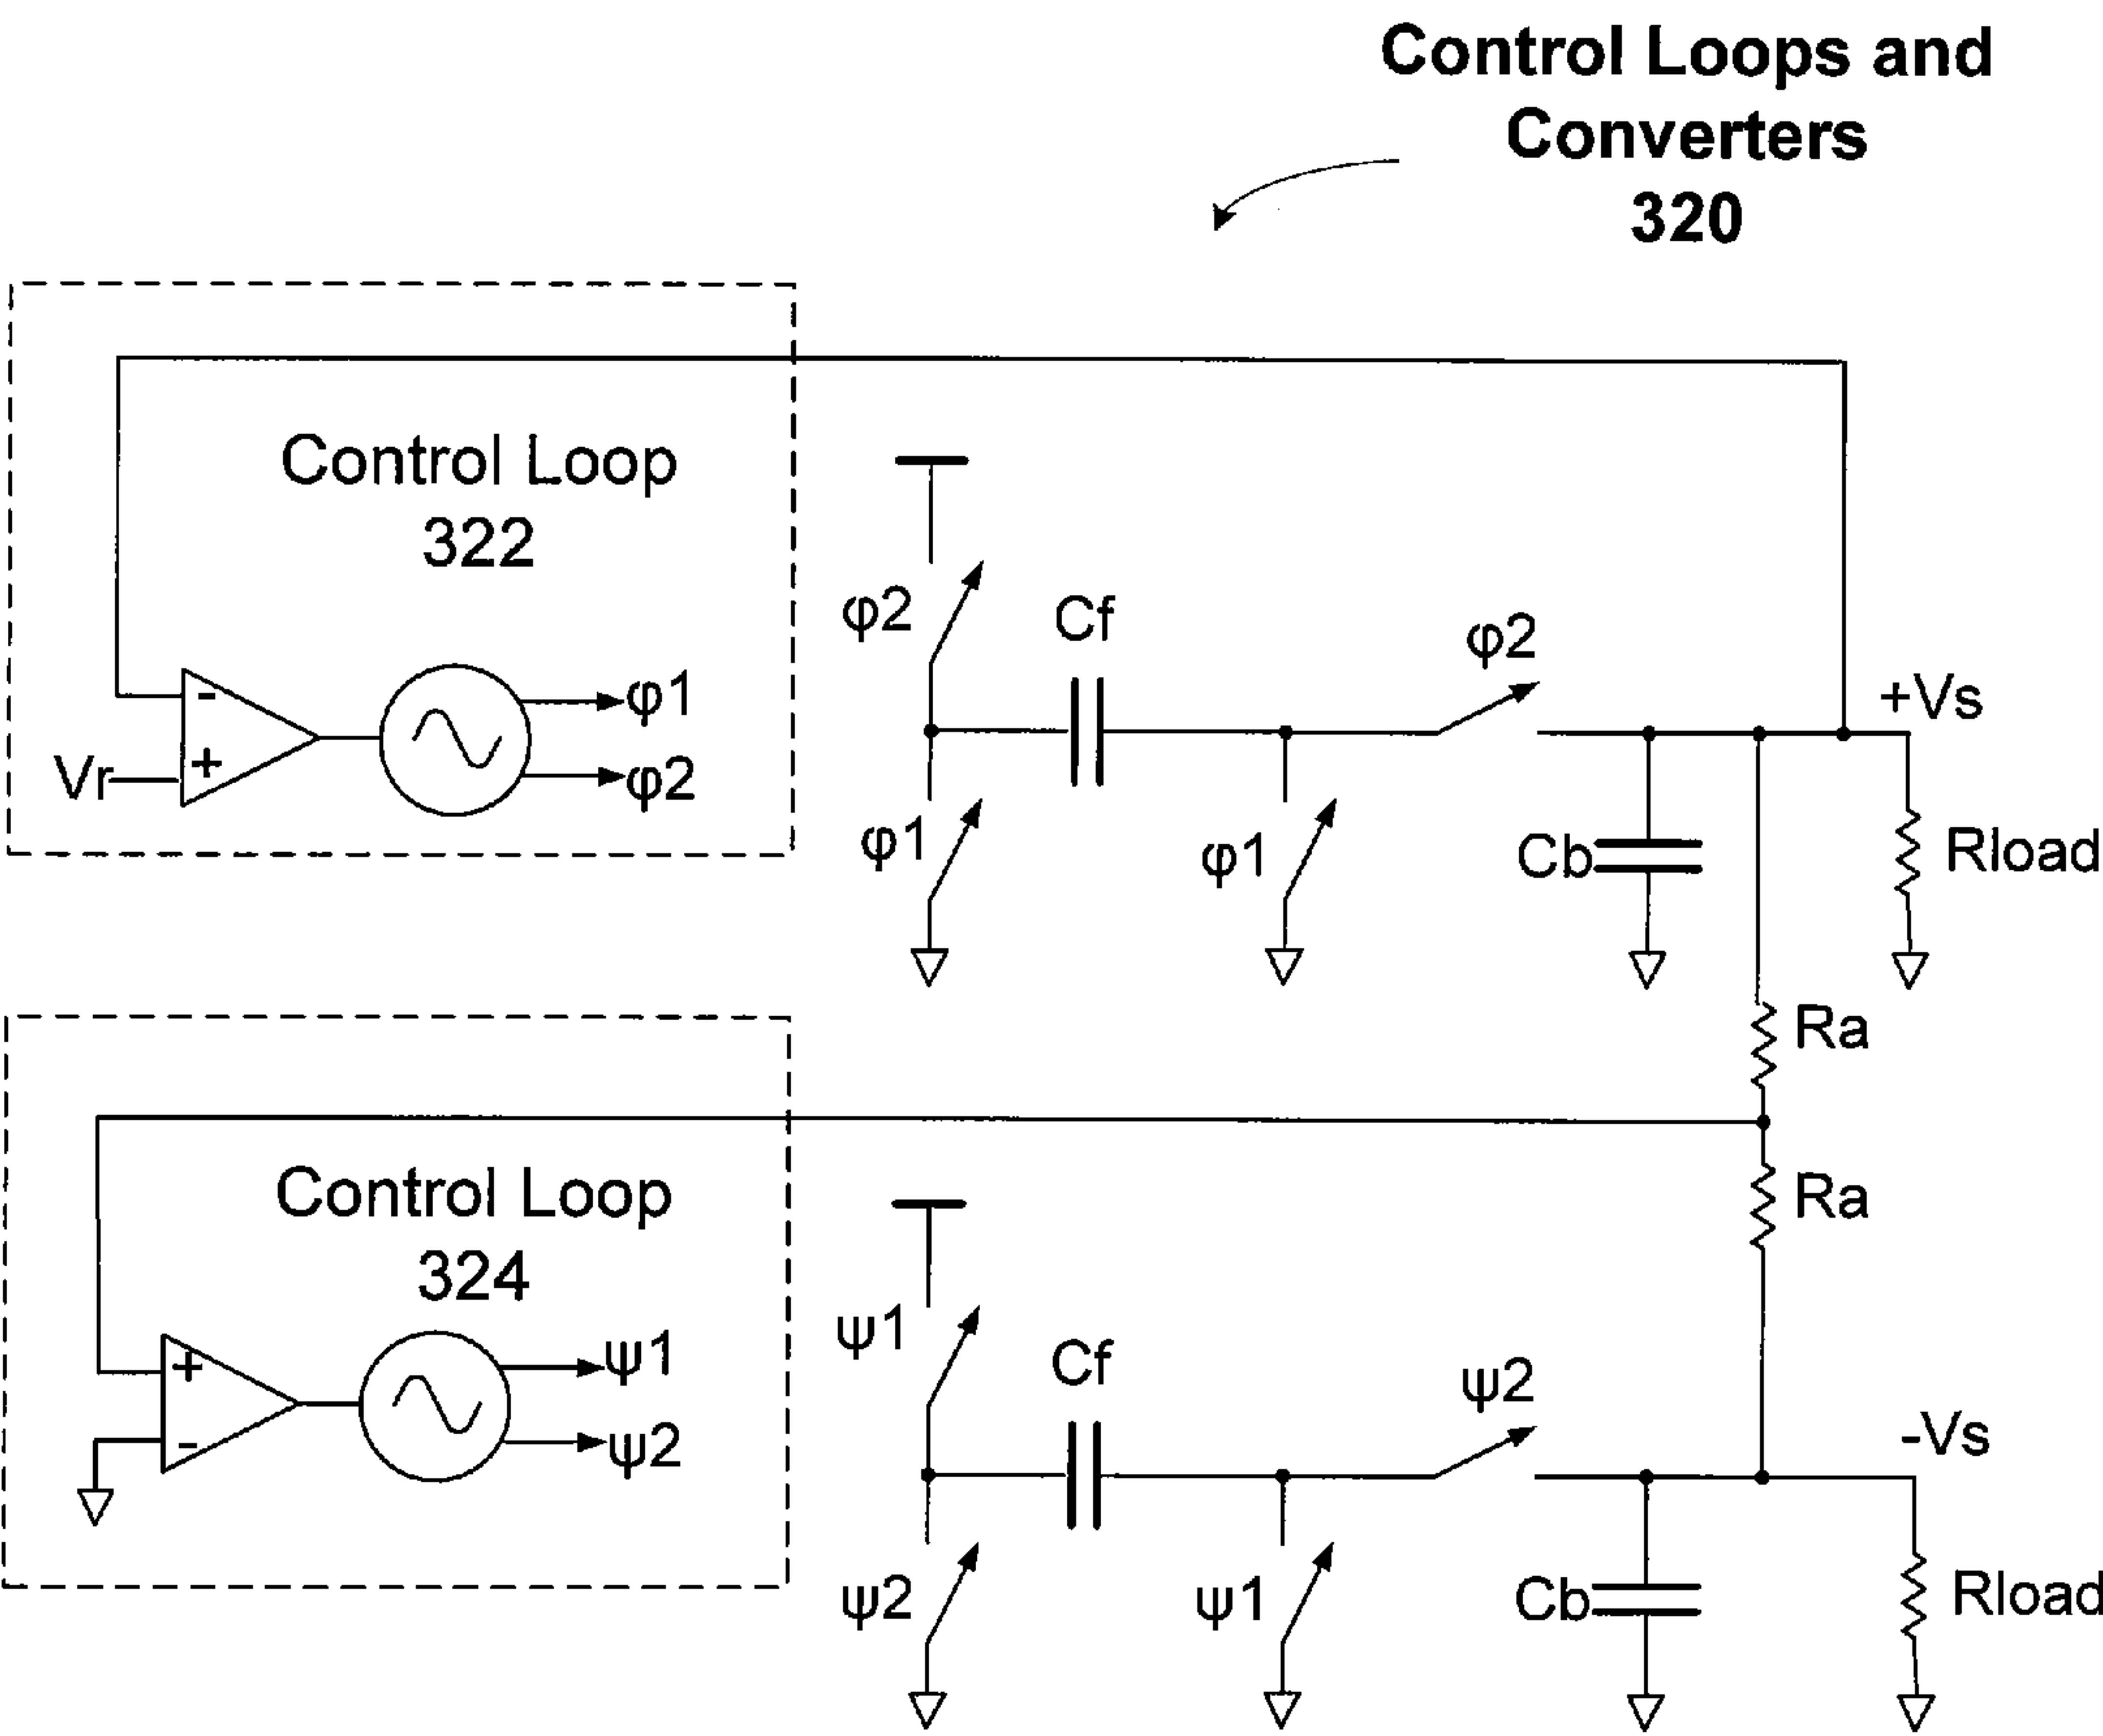 Control Loops and
Converters
320
Control Loop
322
φ2
Cf
φ2
+Vs
-
φ1
+
Vr
φ2
φ1
φ1
Cb
Rload
Ra
Control Loop
324
Ra
ψ1
Cf
ψ2
-Vs
+
ψ1
-
ψ2
ψ2
ψ1
Cb
Rload